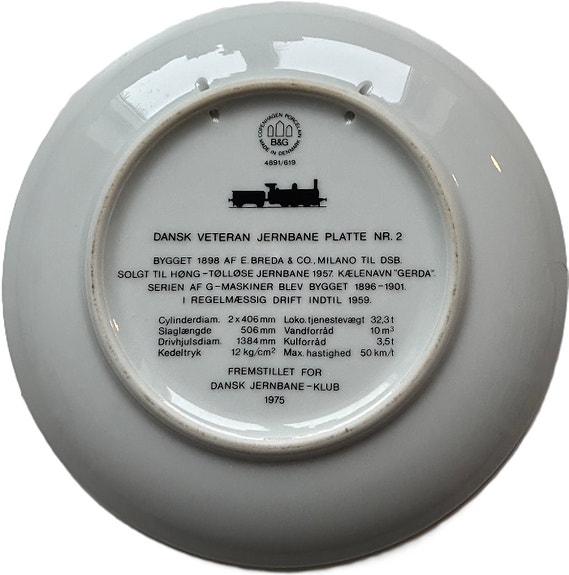 COPENHAGEN PORCELAIN
B&G
MADE IN DENMARK
4891/619
DANSK VETERAN JERNBANE PLATTE NR. 2
BYGGET 1898 AF E. BREDA & CO., MILANO TIL DSB.
SOLGT TIL HØNG-TØLLØSE JERNBANE 1957. KÆLENAVN "GERDA".
SERIEN AF G-MASKINER BLEV BYGGET 1896-1901.
I REGELMÆSSIG DRIFT INDTIL 1959.
Cylinderdiam. 2x406 mm Loko. tjenestevægt 32,3 t
Slaglængde 506 mm Vandforråd 10 m³
Drivhjulsdiam. 1384 mm Kulforråd 3,5 t
Kedeltryk 12 kg/cm² Max. hastighed 50 km/t
FREMSTILLET FOR
DANSK JERNBANE-KLUB
1975